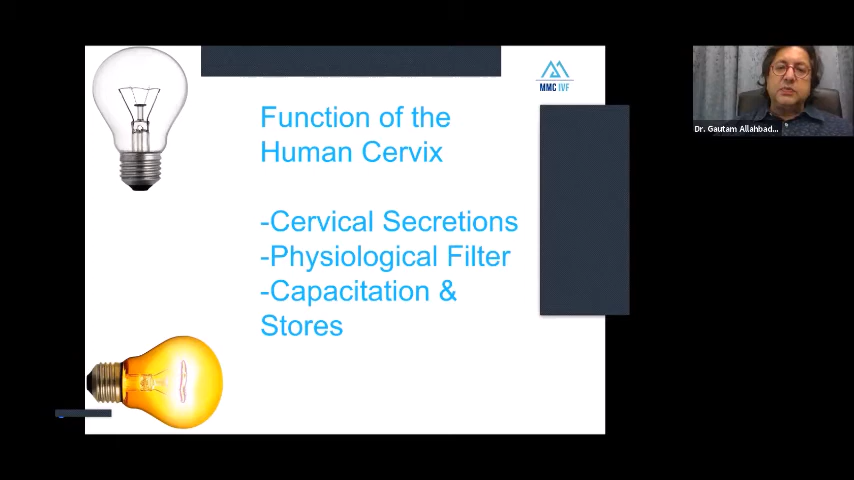 MMC IVF
Function of the
Human Cervix
-Cervical Secretions
-Physiological Filter
-Capacitation &
Stores
Dr. Gautam Allahbad...